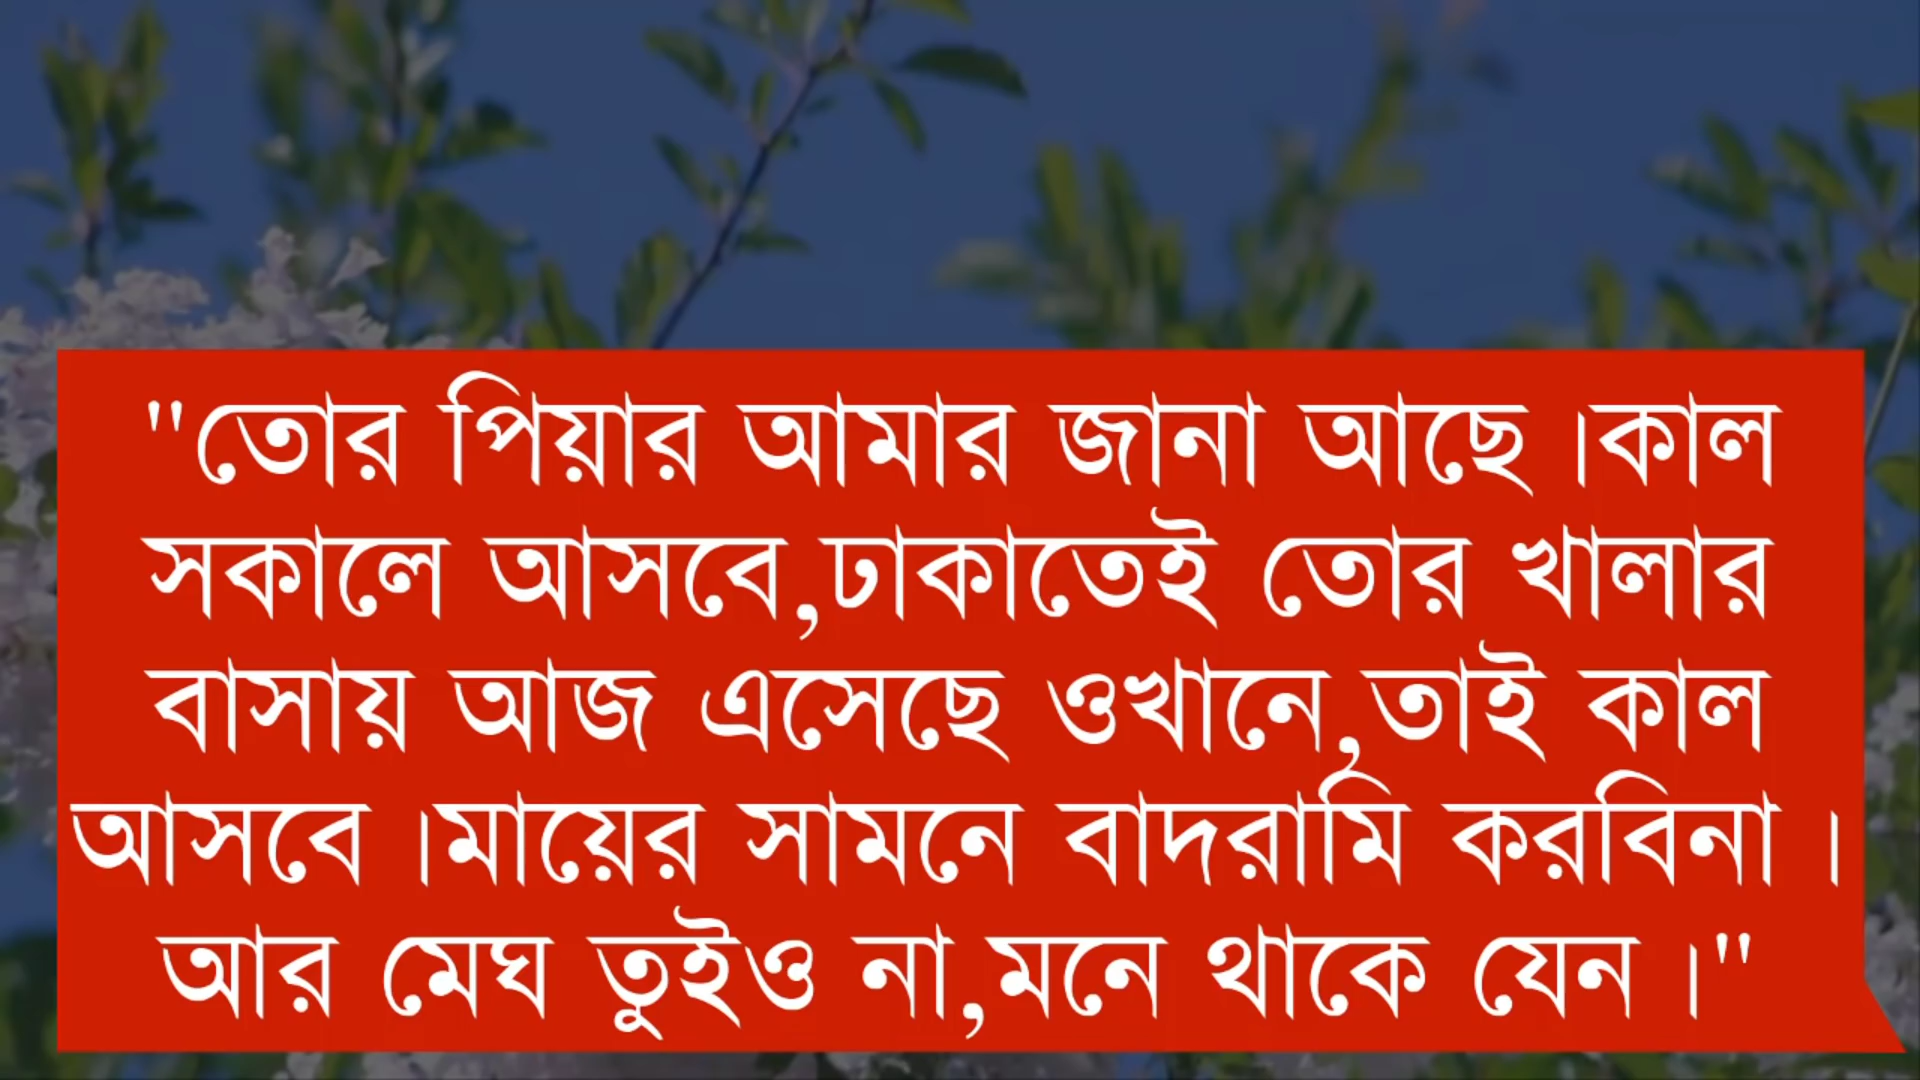 "তোর পিয়ার আমার জানা আছে ।কাল
সকালে আসবে,ঢাকাতেই তোর খালার
বাসায় আজ এসেছে ওখানে,তাই কাল
আসবে ।মায়ের সামনে বাদরামি করবিনা ।
আর মেঘ তুইও না,মনে থাকে যেন ।"